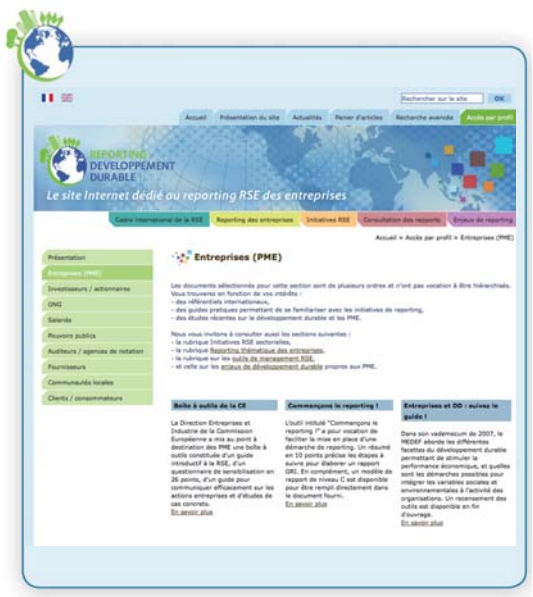 Rechercher sur le site OK
Accueil Présentation du site Actualités Panier d'articles Recherche avancée Accès par profil
REPORTING
DEVELOPPEMENT
DURABLE
Le site Internet dédié au reporting RSE des entreprises
Cadre international de la RSE Reporting des entreprises Initiatives RSE Consultation des rapports Enjeux de reporting
Accueil > Accès par profil > Entreprises (PME)
Présentation
Entreprises (PME)
Investisseurs / actionnaires
ONG
Salariés
Pouvoirs publics
Auditeurs / agences de notation
Fournisseurs
Communautés locales
Clients / consommateurs
Entreprises (PME)
Les documents sélectionnés pour cette section sont de plusieurs ordres et n'ont pas vocation à être hiérarchisés.
Vous trouverez en fonction de vos intérêts :
- des référentiels internationaux,
- des guides pratiques permettant de se familiariser avec les initiatives de reporting,
- des études récentes sur le développement durable et les PME.
Nous vous invitons à consulter aussi les sections suivantes :
- la rubrique Initiatives RSE sectorielles,
- la rubrique Reporting thématique des entreprises,
- la rubrique sur les outils de management RSE,
- et celle sur les enjeux de développement durable propres aux PME.
Boîte à outils de la CE
La Direction Entreprises et
Industrie de la Commission
Européenne a mis au point à
destination des PME une boîte à
outils constituée d'un guide
introductif à la RSE, d'un
questionnaire de sensibilisation en
26 points, d'un guide pour
communiquer efficacement sur les
actions entreprises et d'études de
cas concrets.
En savoir plus
Commençons le reporting !
L'outil intitulé "Commençons le
reporting !" a pour vocation de
faciliter la mise en place d'une
démarche de reporting. Un résumé
en 10 points précise les étapes à
suivre pour élaborer un rapport
GRI. En complément, un modèle de
rapport de niveau C est disponible
pour être rempli directement dans
le document fourni.
En savoir plus
Entreprises et DD : suivez le
guide !
Dans son vademecum de 2007, le
MEDEF aborde les différentes
facettes du développement durable
permettant de stimuler la
performance économique, et quelles
sont les démarches possibles pour
intégrer les variables sociales et
environnementales à l'activité des
organisations. Un recensement des
outils est disponible en fin
d'ouvrage.
En savoir plus